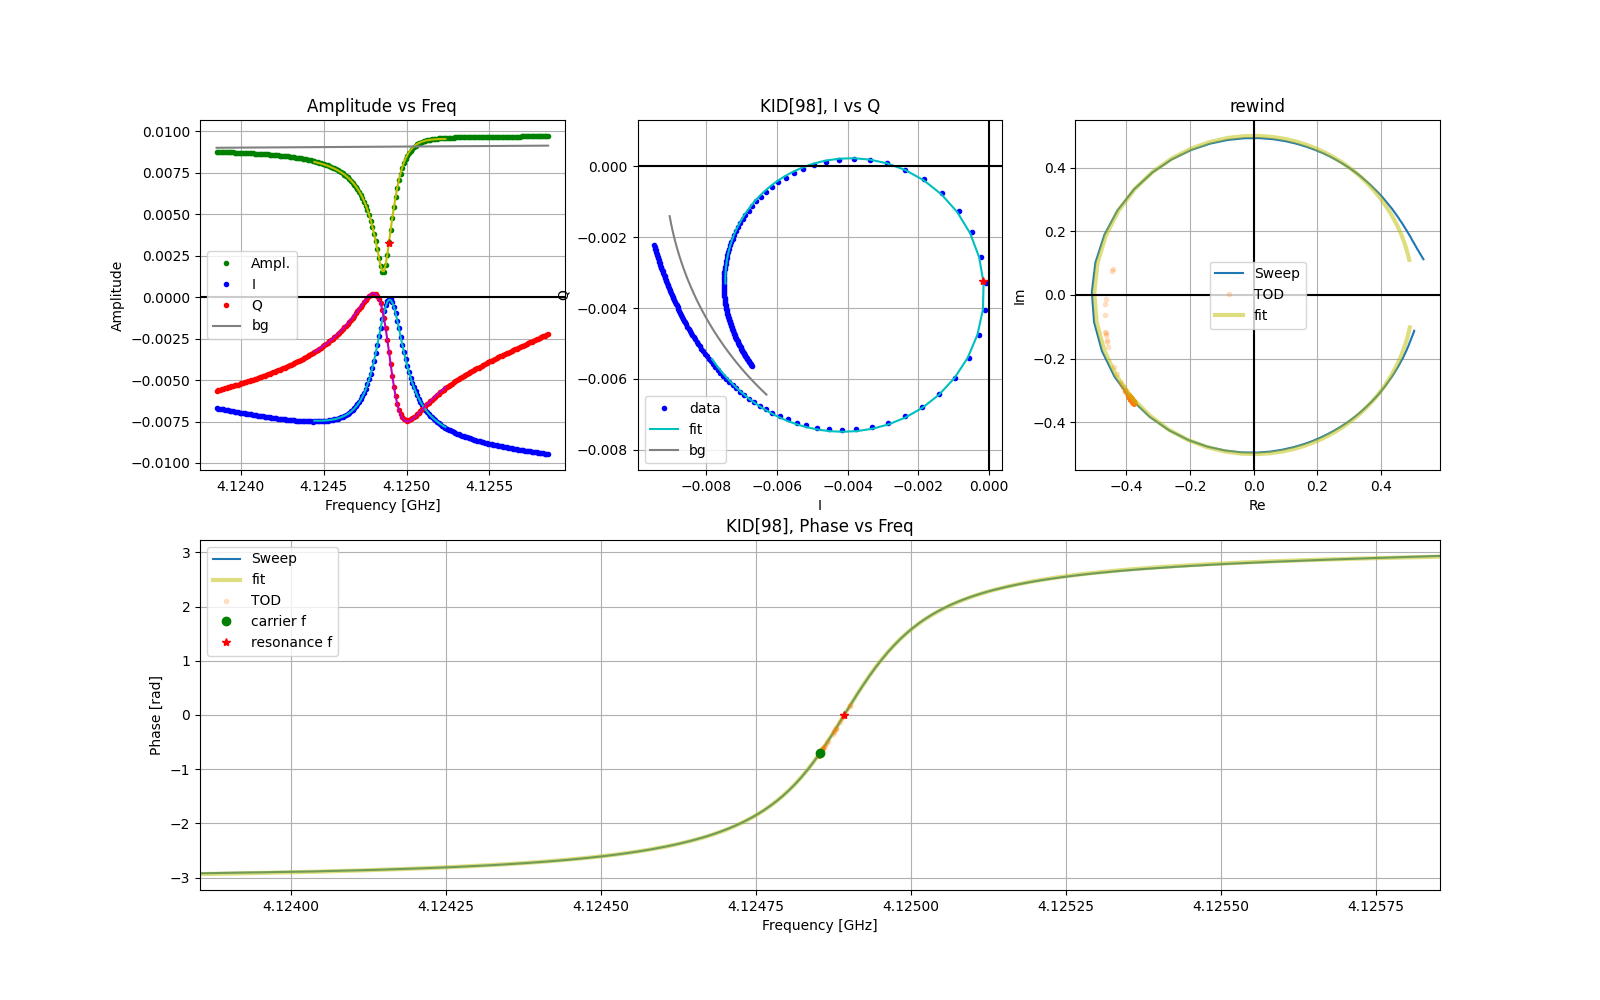 Amplitude vs Freq
0.0100
0.0075
0.0050
0.0025
0.0000
−0.0025
−0.0050
−0.0075
−0.0100
Amplitude
Ampl.
I
Q
bg
4.1240
4.1245
4.1250
4.1255
Frequency [GHz]
KID[98], I vs Q
0.000
−0.002
−0.004
−0.006
−0.008
Q
data
fit
bg
−0.008
−0.006
−0.004
−0.002
0.000
I
rewind
0.4
0.2
0.0
−0.2
−0.4
Im
Sweep
TOD
fit
−0.4
−0.2
0.0
0.2
0.4
Re
KID[98], Phase vs Freq
3
2
1
0
−1
−2
−3
Phase [rad]
Sweep
fit
TOD
carrier f
resonance f
4.12400
4.12425
4.12450
4.12475
4.12500
4.12525
4.12550
4.12575
Frequency [GHz]